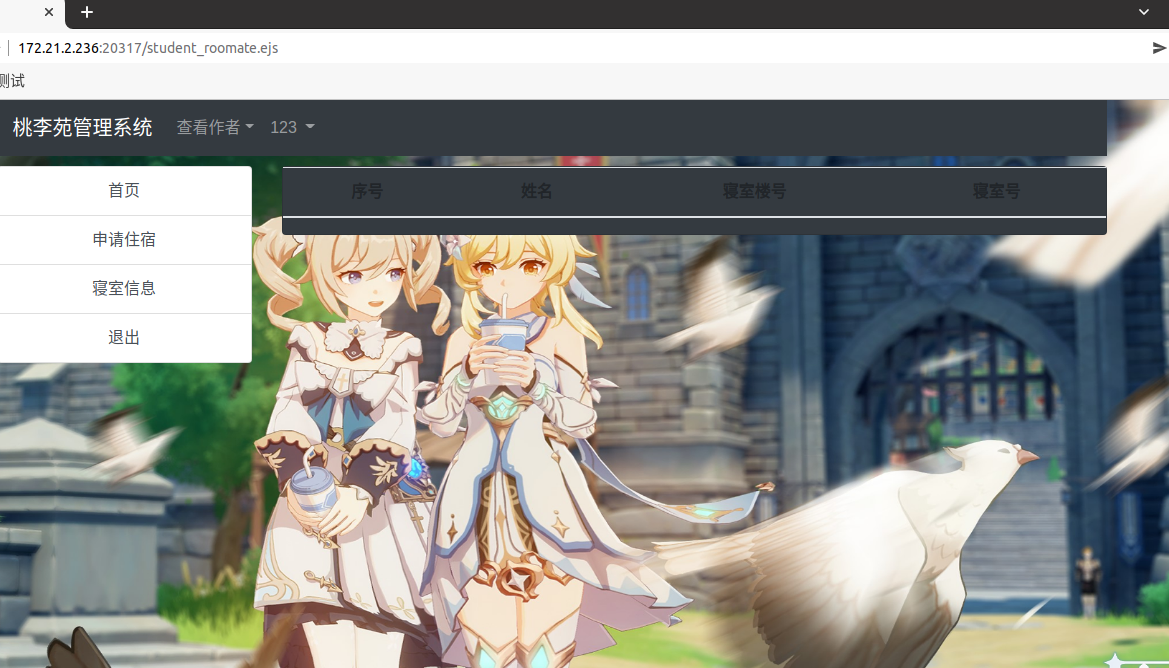 172.21.2.236:20317/student_roomate.ejs
测试
桃李苑管理系统 查看作者 123
首页
申请住宿
寝室信息
退出
序号 姓名 寝室楼号 寝室号